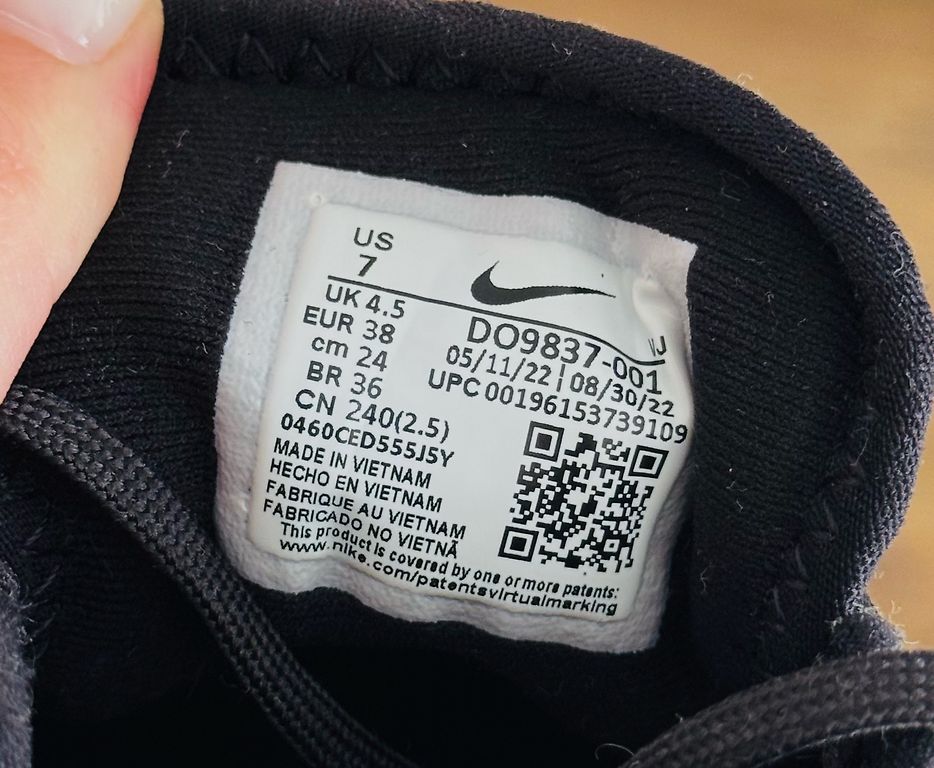 US
7
UK 4.5
EUR 38
cm 24
BR 36
CN 240(2.5)
0460CED555J5Y
MADE IN VIETNAM
HECHO EN VIETNAM
FABRIQUE AU VIETNAM
FABRICADO NO VIETNÃ
This product is covered by one or more patents:
www.nike.com/patentsvirtualmarking
DO9837-001
05/11/22 | 08/30/22
UPC 00196153739109